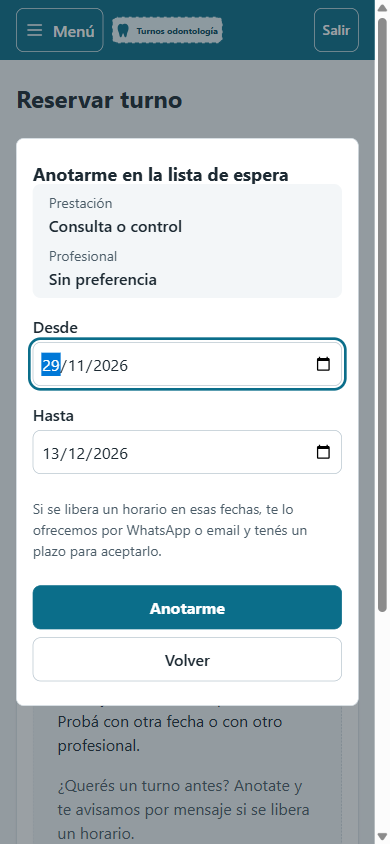 Menú
Turnos odontología
Salir
Reservar turno
Anotarme en la lista de espera
Prestación
Consulta o control
Profesional
Sin preferencia
Desde
29/11/2026
Hasta
13/12/2026
Si se libera un horario en esas fechas, te lo
ofrecemos por WhatsApp o email y tenés un
plazo para aceptarlo.
Anotarme
Volver
Probá con otra fecha o con otro
profesional.
¿Querés un turno antes? Anotate y
te avisamos por mensaje si se libera
un horario.